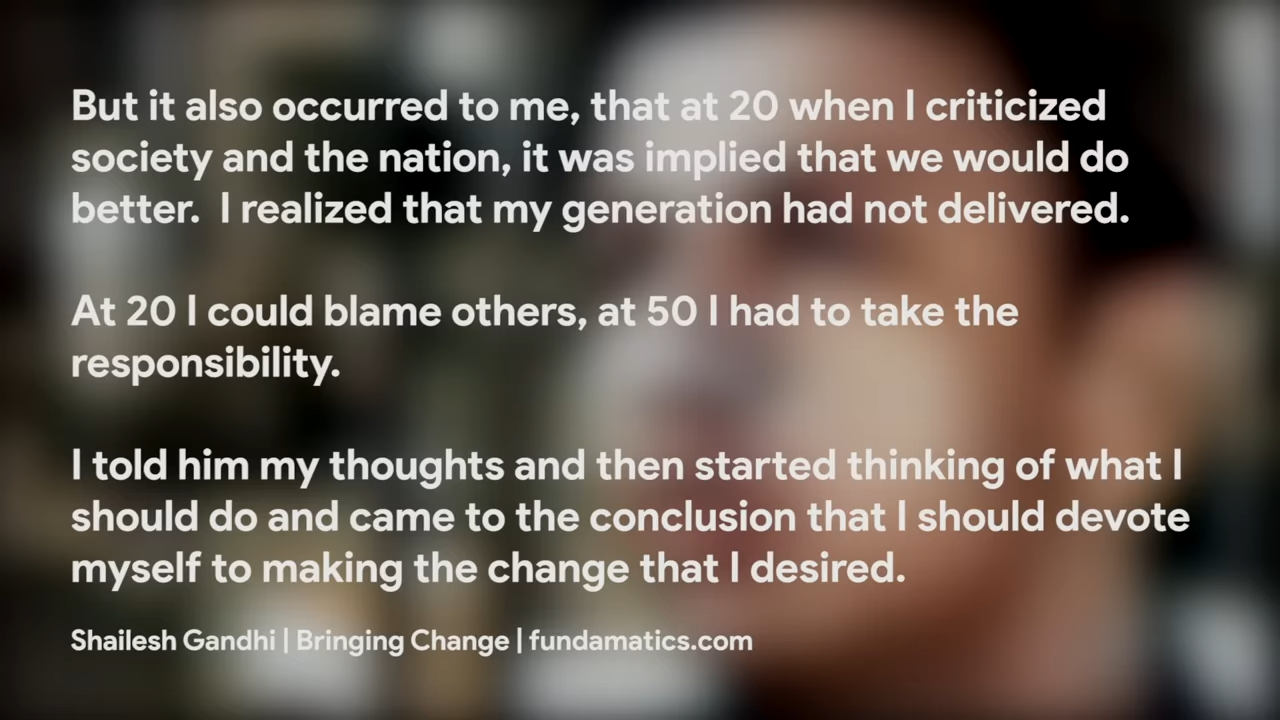 But it also occurred to me, that at 20 when I criticized
society and the nation, it was implied that we would do
better.  I realized that my generation had not delivered.
At 20 I could blame others, at 50 I had to take the
responsibility.
I told him my thoughts and then started thinking of what I
should do and came to the conclusion that I should devote
myself to making the change that I desired.
Shailesh Gandhi | Bringing Change | fundamatics.com